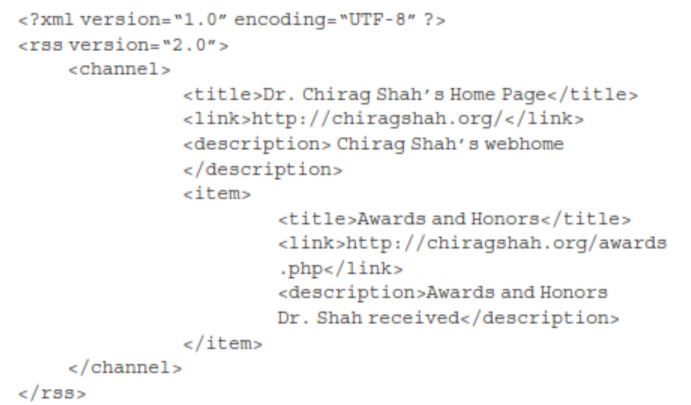 <?xml version=“1.0” encoding=“UTF-8” ?>
<rss version=“2.0”>
<channel>
<title>Dr. Chirag Shah’s Home Page</title>
<link>http://chiragshah.org/</link>
<description> Chirag Shah’s webhome
</description>
<item>
<title>Awards and Honors</title>
<link>http://chiragshah.org/awards
.php</link>
<description>Awards and Honors
Dr. Shah received</description>
</item>
</channel>
</rss>